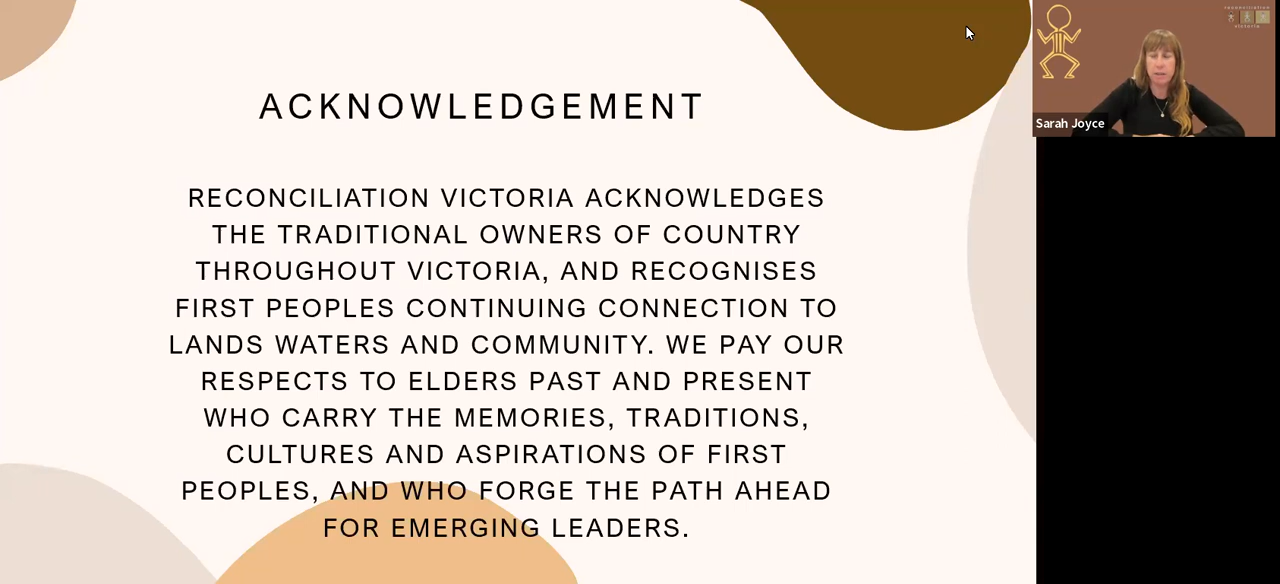 ACKNOWLEDGEMENT
RECONCILIATION VICTORIA ACKNOWLEDGES
THE TRADITIONAL OWNERS OF COUNTRY
THROUGHOUT VICTORIA, AND RECOGNISES
FIRST PEOPLES CONTINUING CONNECTION TO
LANDS WATERS AND COMMUNITY. WE PAY OUR
RESPECTS TO ELDERS PAST AND PRESENT
WHO CARRY THE MEMORIES, TRADITIONS,
CULTURES AND ASPIRATIONS OF FIRST
PEOPLES, AND WHO FORGE THE PATH AHEAD
FOR EMERGING LEADERS.
reconciliation
victoria
Sarah Joyce